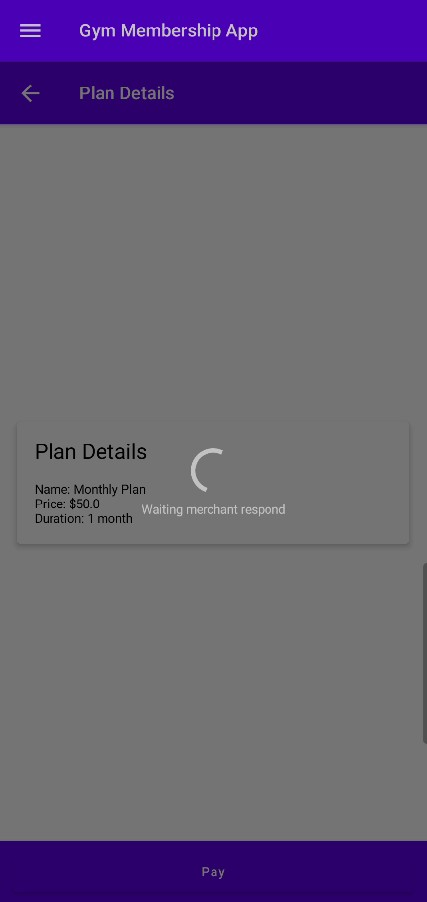 Gym Membership App
Plan Details
Plan Details
Name: Monthly Plan
Price: $50.0
Duration: 1 month
Waiting merchant respond
Pay